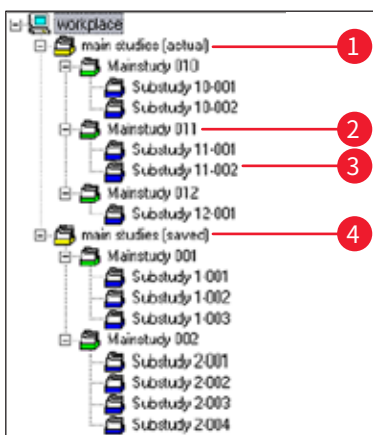 workplace
main studies (actual) 1
Mainstudy 010
Substudy 10-001
Substudy 10-002
Mainstudy 011 2
Substudy 11-001
Substudy 11-002 3
Mainstudy 012
Substudy 12-001
main studies (saved) 4
Mainstudy 001
Substudy 1-001
Substudy 1-002
Substudy 1-003
Mainstudy 002
Substudy 2-001
Substudy 2-002
Substudy 2-003
Substudy 2-004